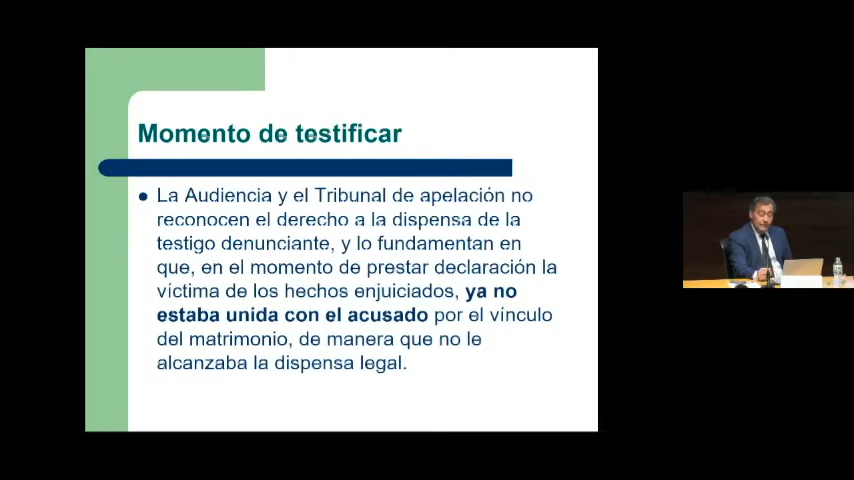 Momento de testificar
La Audiencia y el Tribunal de apelación no
reconocen el derecho a la dispensa de la
testigo denunciante, y lo fundamentan en
que, en el momento de prestar declaración la
víctima de los hechos enjuiciados, ya no
estaba unida con el acusado por el vínculo
del matrimonio, de manera que no le
alcanzaba la dispensa legal.